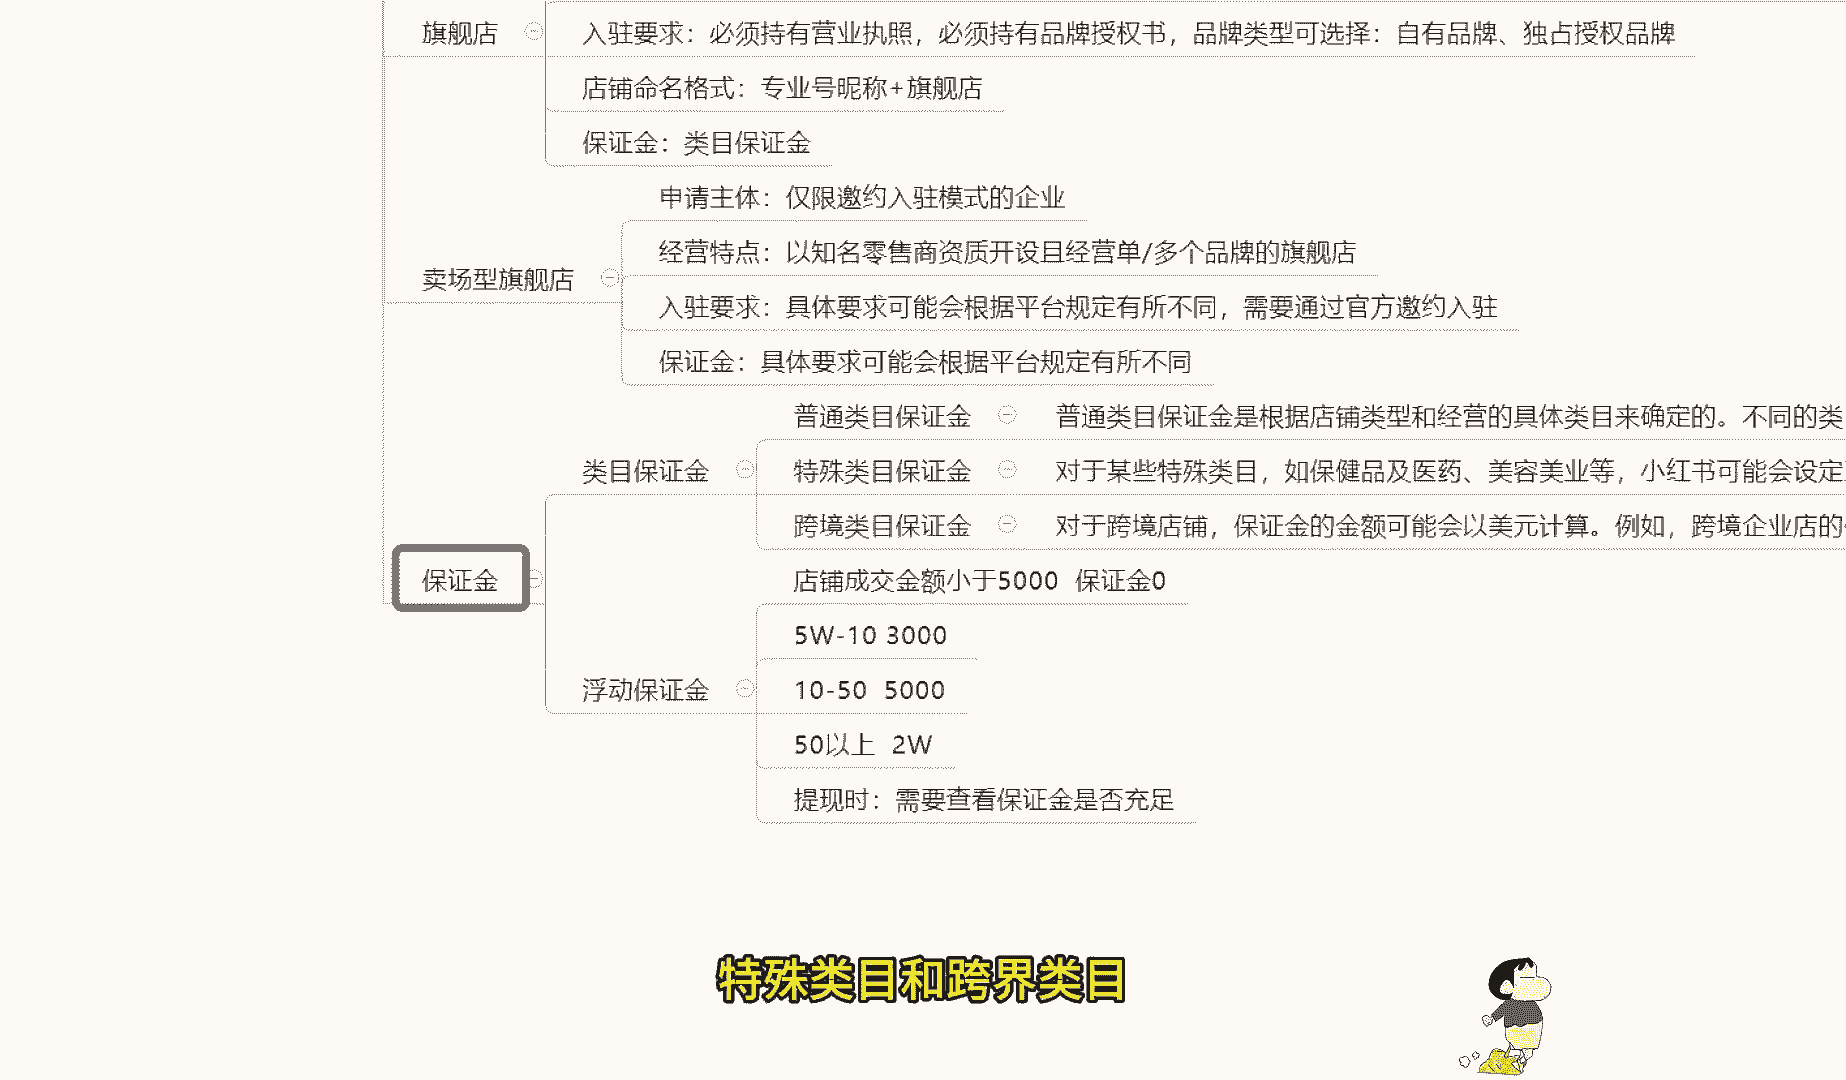 旗舰店
入驻要求：必须持有营业执照，必须持有品牌授权书，品牌类型可选择：自有品牌、独占授权品牌
店铺命名格式：专业号昵称+旗舰店
保证金：类目保证金
卖场型旗舰店
申请主体：仅限邀约入驻模式的企业
经营特点：以知名零售商资质开设且经营单/多个品牌的旗舰店
入驻要求：具体要求可能会根据平台规定有所不同，需要通过官方邀约入驻
保证金：具体要求可能会根据平台规定有所不同
保证金
类目保证金
普通类目保证金
普通类目保证金是根据店铺类型和经营的具体类目来确定的。不同的类
特殊类目保证金
对于某些特殊类目，如保健品及医药、美容美业等，小红书可能会设定
跨境类目保证金
对于跨境店铺，保证金的金额可能会以美元计算。例如，跨境企业店的
浮动保证金
店铺成交金额小于5000  保证金0
5W-10 3000
10-50  5000
50以上  2W
提现时：需要查看保证金是否充足
特殊类目和跨界类目